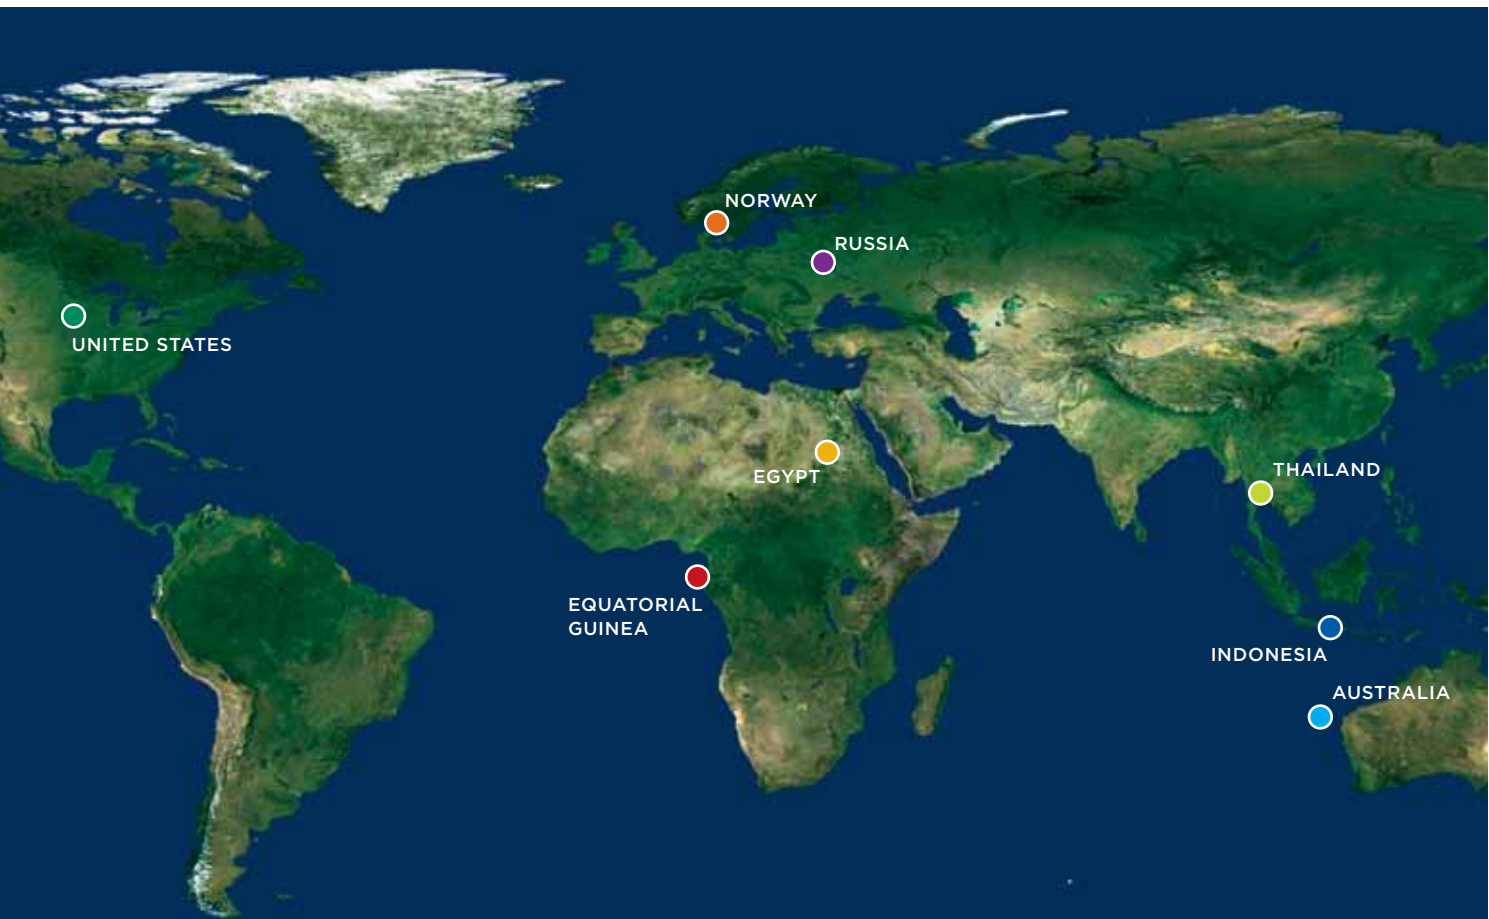 NORWAY
RUSSIA
UNITED STATES
EGYPT
THAILAND
EQUATORIAL
GUINEA
INDONESIA
AUSTRALIA